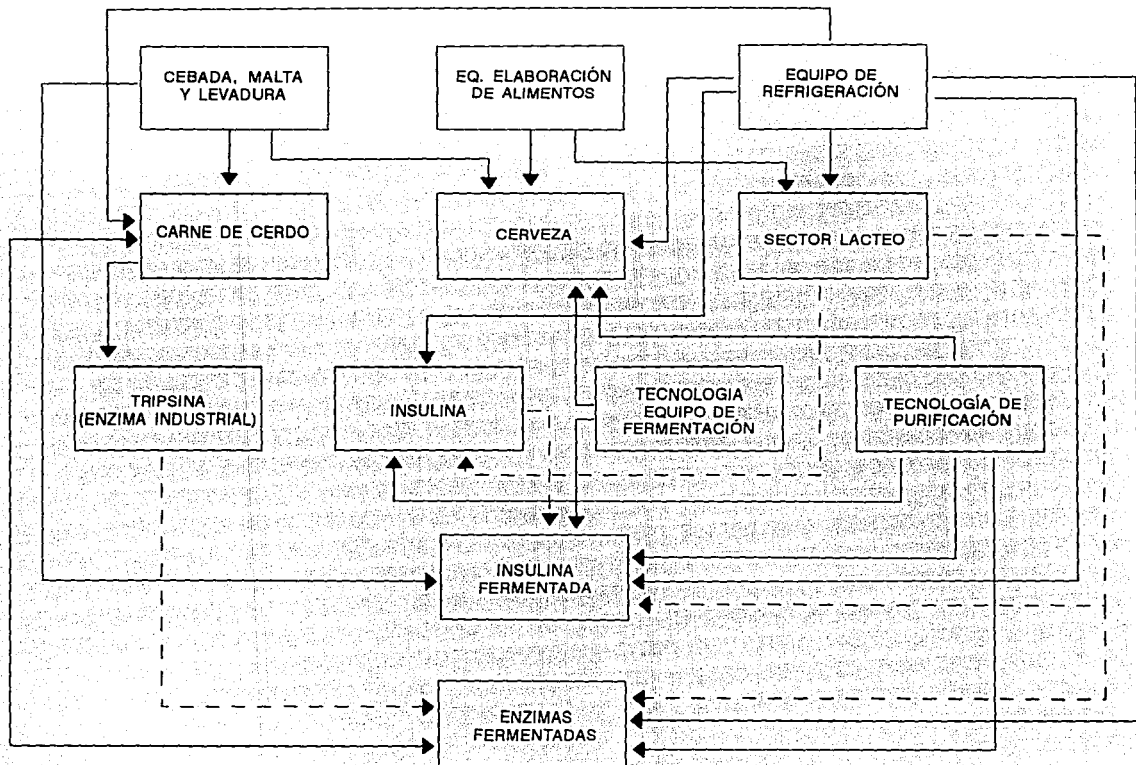 CEBADA, MALTA
Y LEVADURA
EQ. ELABORACIÓN
DE ALIMENTOS
EQUIPO DE
REFRIGERACIÓN
CARNE DE CERDO
CERVEZA
SECTOR LACTEO
TRIPSINA
(ENZIMA INDUSTRIAL)
INSULINA
TECNOLOGIA
EQUIPO DE
FERMENTACIÓN
TECNOLOGÍA DE
PURIFICACIÓN
INSULINA
FERMENTADA
ENZIMAS
FERMENTADAS